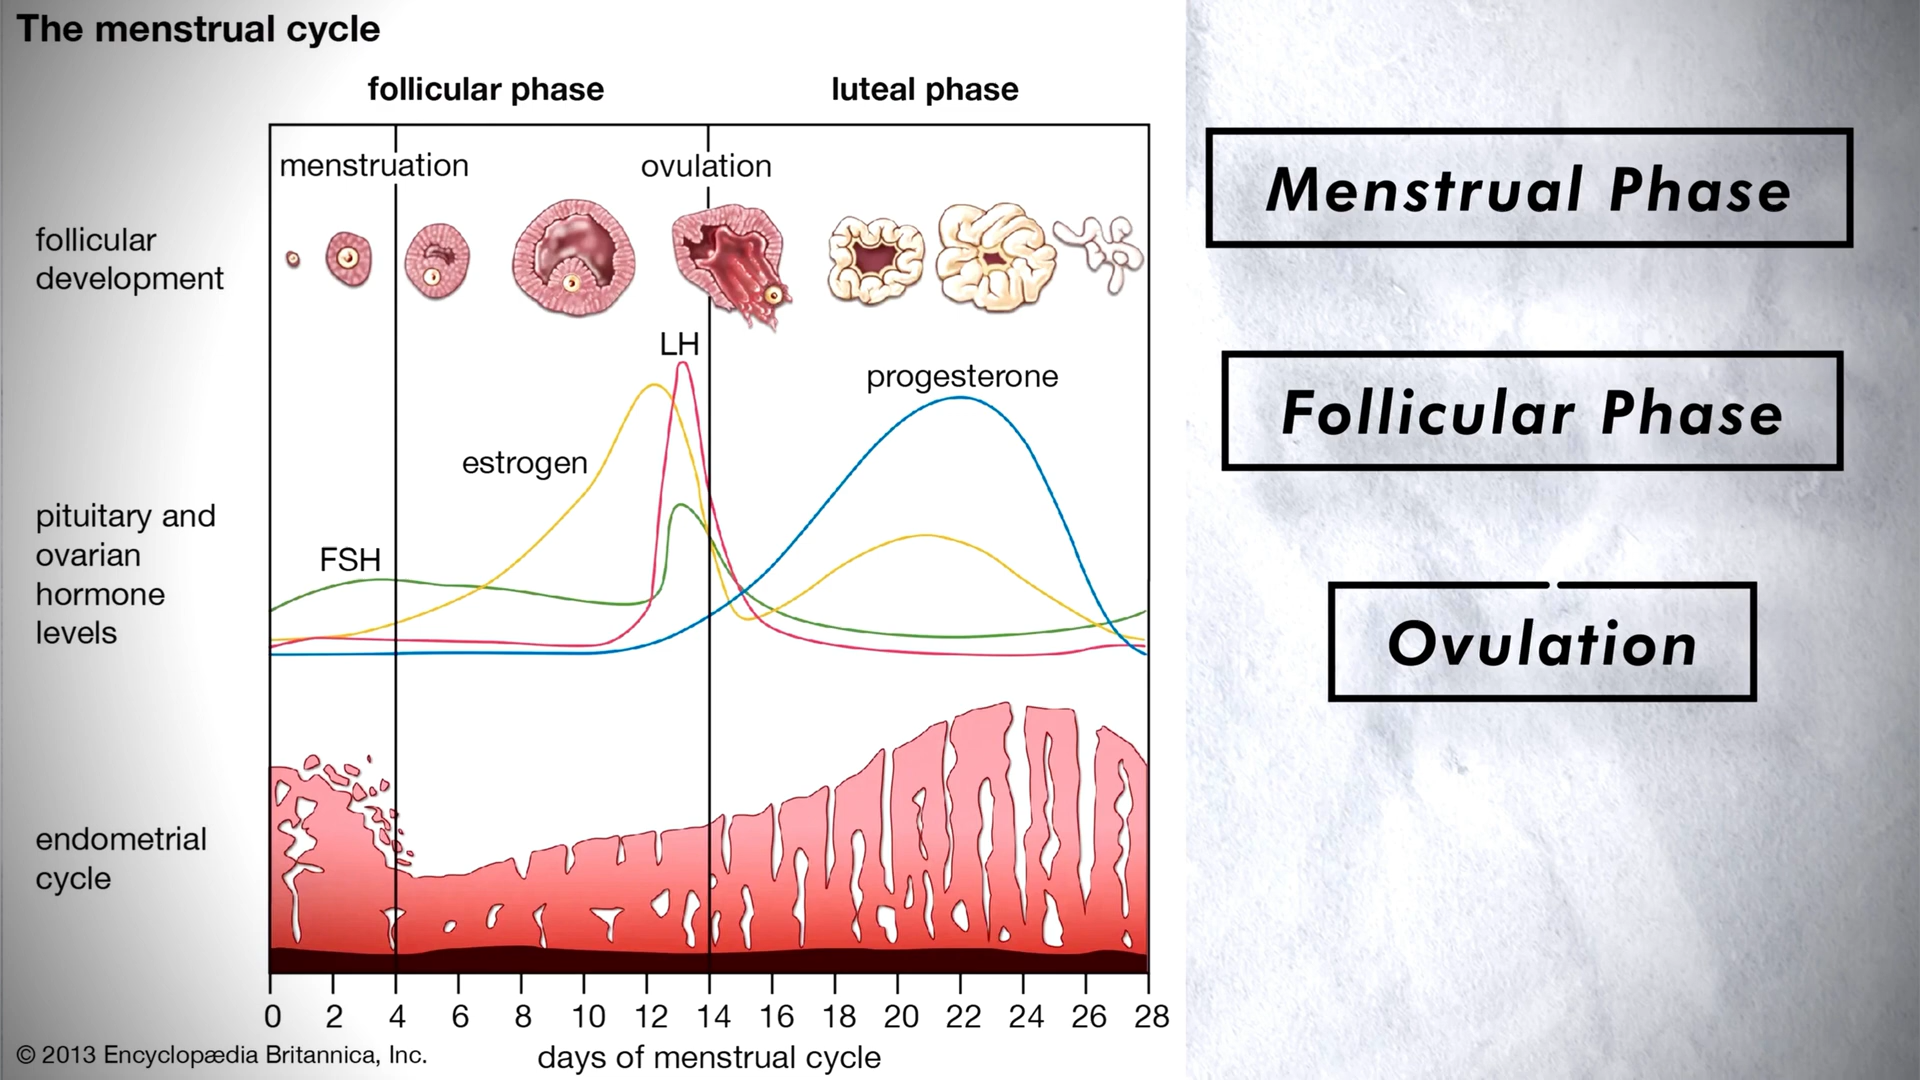 The menstrual cycle
follicular phase
luteal phase
menstruation
ovulation
follicular
development
LH
progesterone
estrogen
FSH
pituitary and
ovarian
hormone
levels
endometrial
cycle
0 2 4 6 8 10 12 14 16 18 20 22 24 26 28
days of menstrual cycle
© 2013 Encyclopædia Britannica, Inc.
Menstrual Phase
Follicular Phase
Ovulation